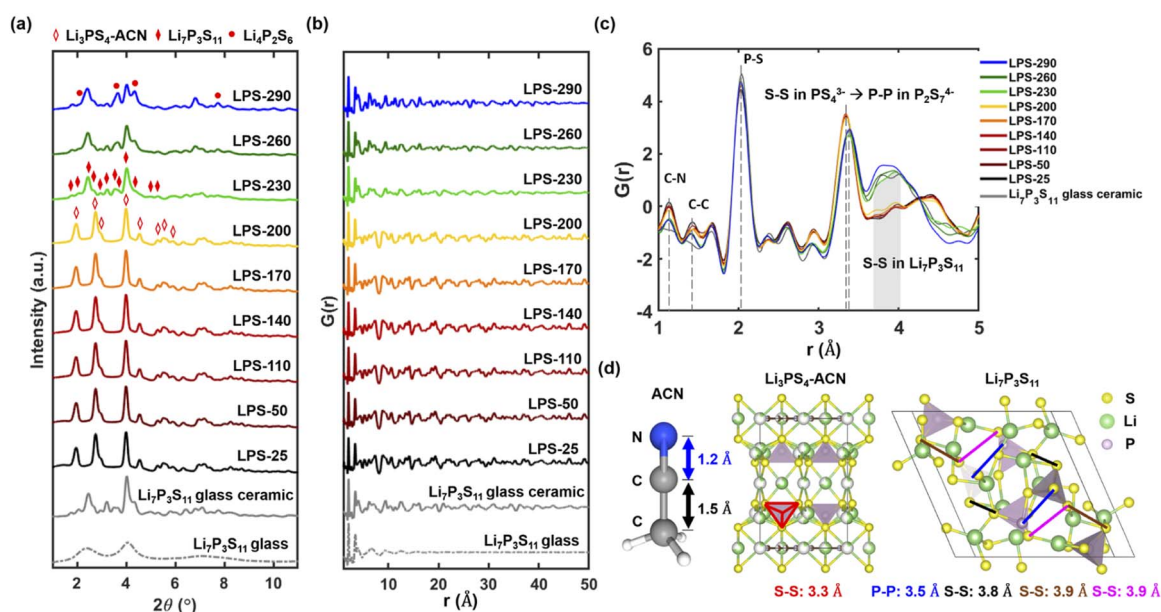 (a)
◊ Li₃PS₄-ACN ♦ Li₇P₃S₁₁ ● Li₄P₂S₆
LPS-290
LPS-260
LPS-230
LPS-200
LPS-170
LPS-140
LPS-110
LPS-50
LPS-25
Li₇P₃S₁₁ glass ceramic
Li₇P₃S₁₁ glass
Intensity (a.u.)
2 4 6 8 10
2θ (°)
(b)
LPS-290
LPS-260
LPS-230
LPS-200
LPS-170
LPS-140
LPS-110
LPS-50
LPS-25
Li₇P₃S₁₁ glass ceramic
Li₇P₃S₁₁ glass
G(r)
10 20 30 40 50
r (Å)
(c)
6
4
2
0
-2
-4
G(r)
1 2 3 4 5
r (Å)
C-N
C-C
P-S
S-S in PS₄³⁻ → P-P in P₂S₇⁴⁻
S-S in Li₇P₃S₁₁
LPS-290
LPS-260
LPS-230
LPS-200
LPS-170
LPS-140
LPS-110
LPS-50
LPS-25
Li₇P₃S₁₁ glass ceramic
(d)
ACN
N
C
C
1.2 Å
1.5 Å
Li₃PS₄-ACN
S-S: 3.3 Å
Li₇P₃S₁₁
S
Li
P
P-P: 3.5 Å S-S: 3.8 Å S-S: 3.9 Å S-S: 3.9 Å